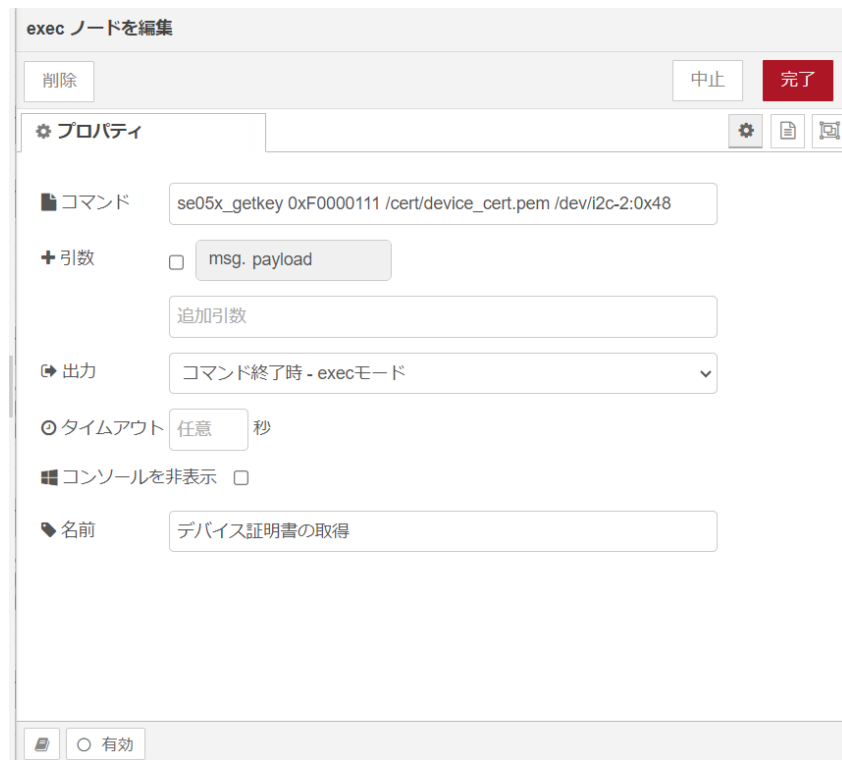 exec ノードを編集
削除
中止
完了
プロパティ
コマンド
se05x_getkey 0xF0000111 /cert/device_cert.pem /dev/i2c-2:0x48
引数
msg. payload
追加引数
出力
コマンド終了時 - execモード
タイムアウト
任意
秒
コンソールを非表示
名前
デバイス証明書の取得
有効